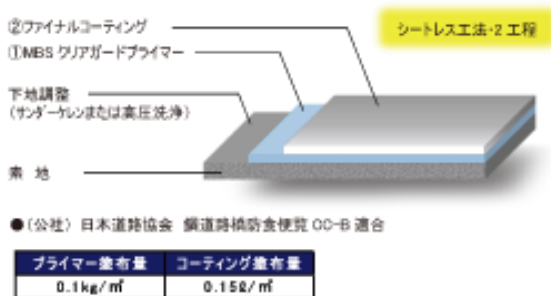 ②ファイナルコーティング
シートレス工法・2工程
①MBSクリアガードプライマー
下地調整
(サンダーケレンまたは高圧洗浄)
素 地
●(公社) 日本道路協会 鋼道路橋防食便覧 CC-B 適合
プライマー塗布量 コーティング塗布量
0.1kg/㎡ 0.15ℓ/㎡